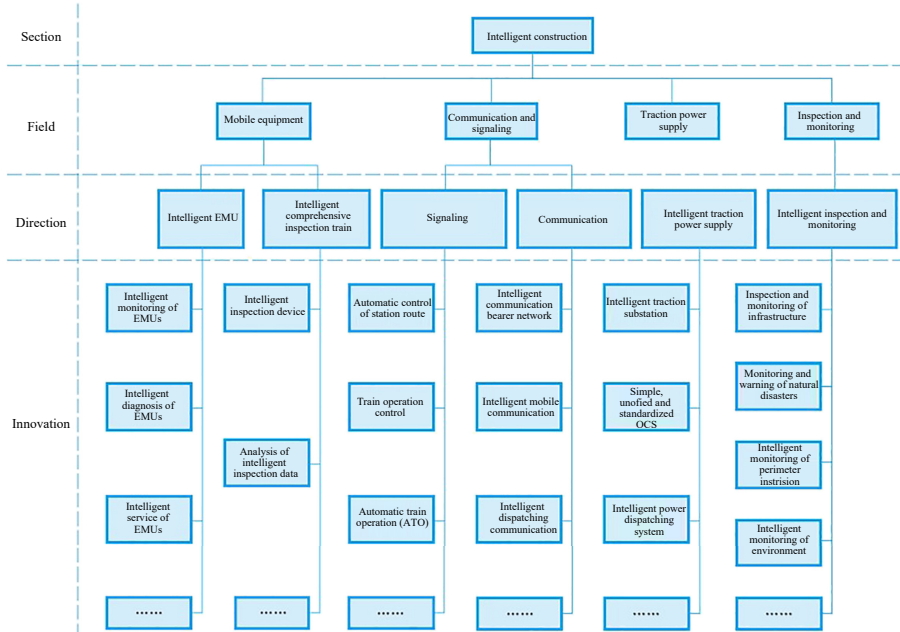 Section
Intelligent construction
Field
Mobile equipment
Communication and
signaling
Traction power
supply
Inspection and
monitoring
Direction
Intelligent EMU
Intelligent
comprehensive
inspection train
Signaling
Communication
Intelligent traction
power supply
Intelligent inspection and
monitoring
Innovation
Intelligent
monitoring of
EMUs
Intelligent
inspection device
Automatic control
of station route
Intelligent
communication
bearer network
Intelligent traction
substation
Inspection and
monitoring of
infrastructure
Intelligent
diagnosis of
EMUs
Analysis of
intelligent
inspection data
Train operation
control
Intelligent mobile
communication
Simple,
unofied and
standardized
OCS
Monitoring and
warning of natural
disasters
Intelligent
monitoring of
perimeter
instrision
Intelligent
service of
EMUs
Automatic train
operation (ATO)
Intelligent
dispatching
communication
Intelligent power
dispatching
system
Intelligent
monitoring of
environment
……
……
……
……
……
……